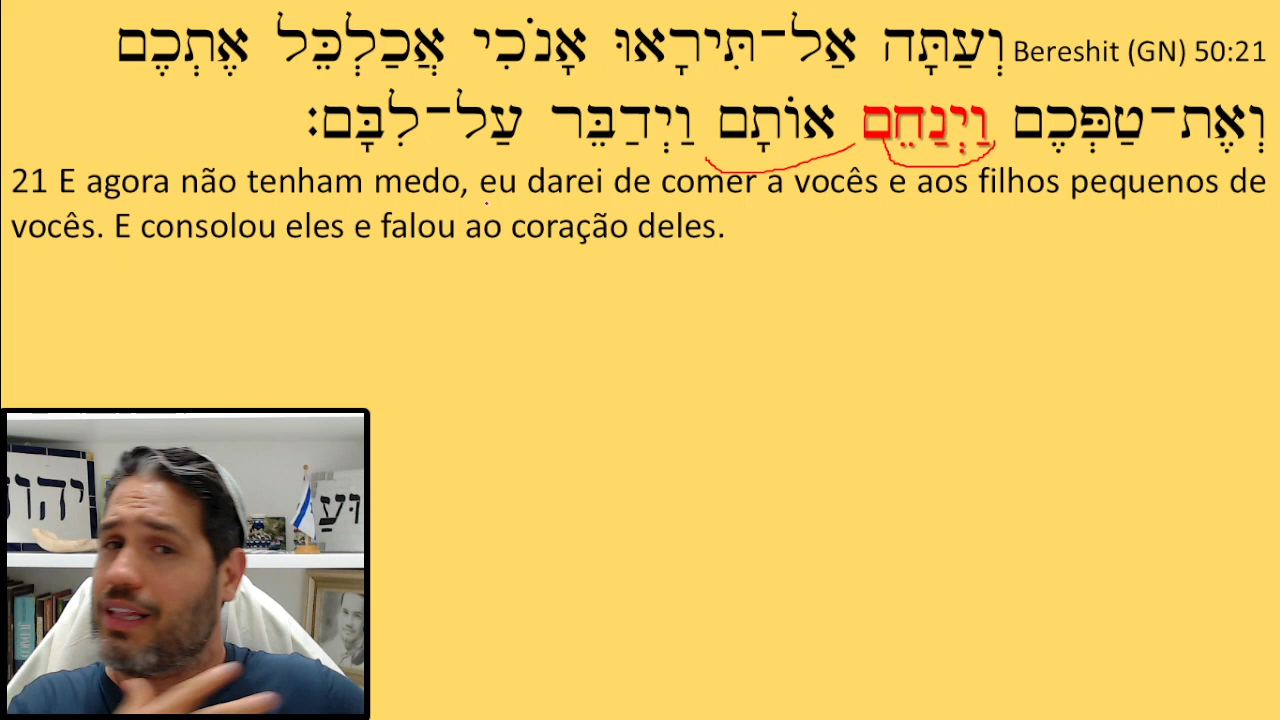 Bereshit (GN) 50:21 וְעַתָּה אַל־תִּירָאוּ אָנֹכִי אֲכַלְכֵּל אֶתְכֶם
וְאֶת־טַפְּכֶם וַיְנַחֵם אוֹתָם וַיְדַבֵּר עַל־לִבָּם׃
21 E agora não tenham medo, eu darei de comer a vocês e aos filhos pequenos de
vocês. E consolou eles e falou ao coração deles.